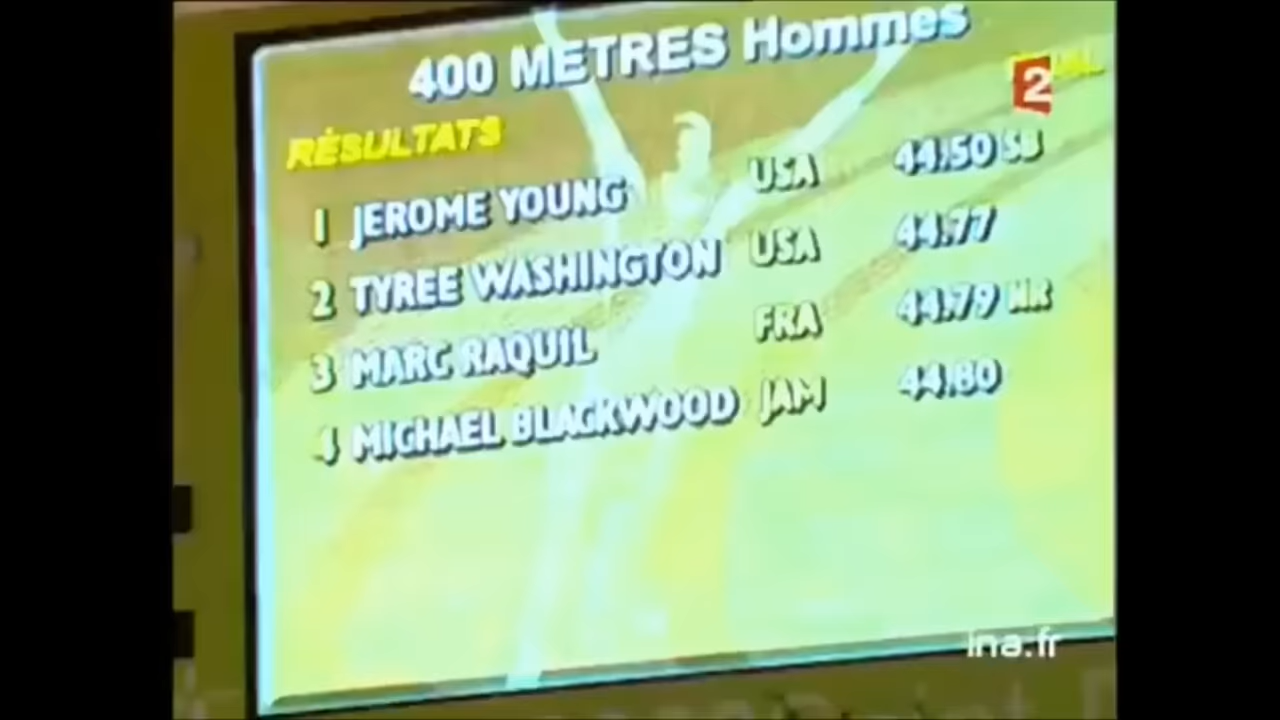 400 METRES Hommes
2
RÉSULTATS
1 JEROME YOUNG USA 44.50 SB
2 TYREE WASHINGTON USA 44.77
3 MARC RAQUIL FRA 44.79 NR
4 MICHAEL BLACKWOOD JAM 44.80
ina.fr